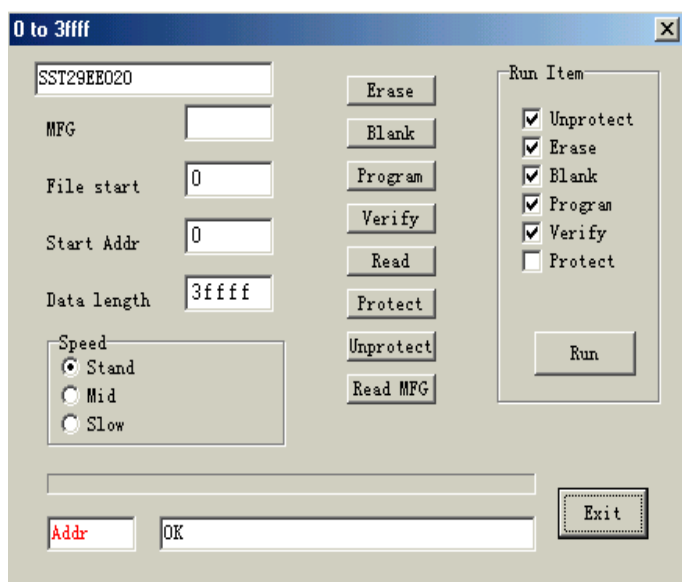 0 to 3ffff
SST29EE020
MFG
File start
0
Start Addr
0
Data length
3ffff
Speed
Stand
Mid
Slow
Erase
Blank
Program
Verify
Read
Protect
Unprotect
Read MFG
Run Item
Unprotect
Erase
Blank
Program
Verify
Protect
Run
Addr
OK
Exit